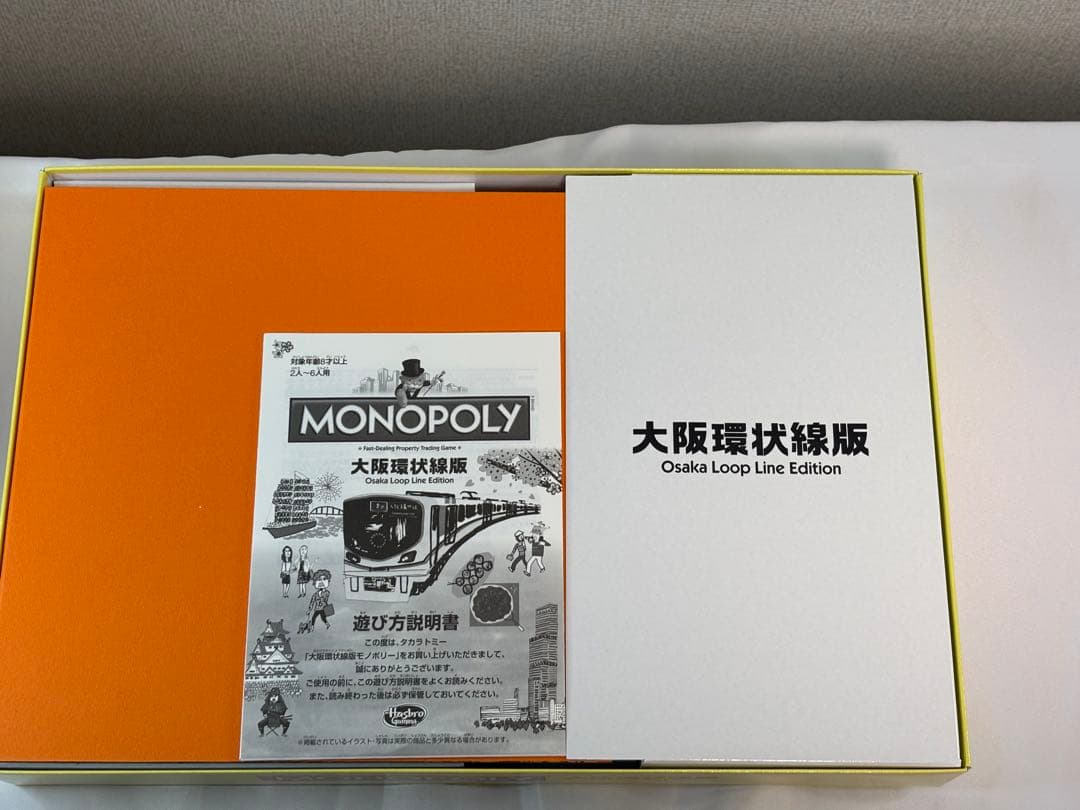 対象年齢8才以上
2人～6人用
MONOPOLY
Fast-Dealing Property Trading Game
大阪環状線版
Osaka Loop Line Edition
遊び方説明書
この度は、タカラトミー
「大阪環状線版モノポリー」をお買い上げいただきまして、
誠にありがとうございます。
ご使用の前に、この遊び方説明書をよくお読みください。
また、読み終わった後は必ず保管しておいてください。
Hasbro
Gaming
※掲載されているイラスト・写真は実際の商品と多少異なる場合があります。
大阪環状線版
Osaka Loop Line Edition
MONOPOLY